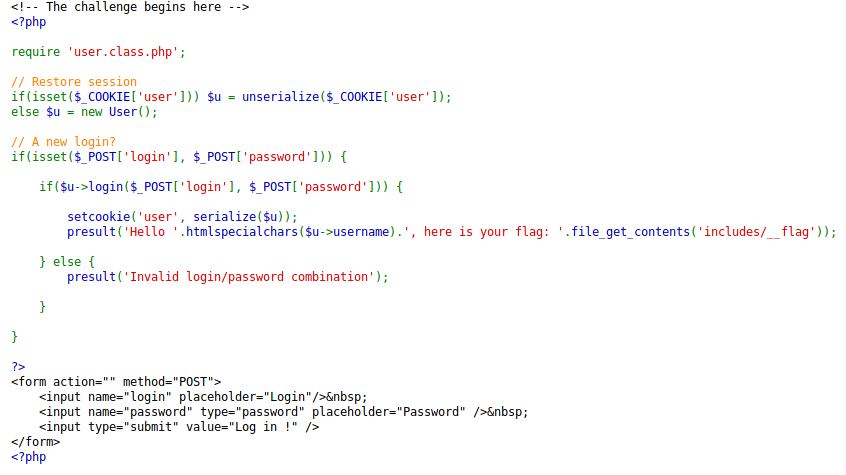 <!-- The challenge begins here -->
<?php
require 'user.class.php';
// Restore session
if(isset($_COOKIE['user'])) $u = unserialize($_COOKIE['user']);
else $u = new User();
// A new login?
if(isset($_POST['login'], $_POST['password'])) {
if($u->login($_POST['login'], $_POST['password'])) {
setcookie('user', serialize($u));
presult('Hello '.htmlspecialchars($u->username).', here is your flag: '.file_get_contents('includes/__flag'));
} else {
presult('Invalid login/password combination');
}
}
?>
<form action="" method="POST">
<input name="login" placeholder="Login"/>&nbsp;
<input name="password" type="password" placeholder="Password" />&nbsp;
<input type="submit" value="Log in !" />
</form>
<?php